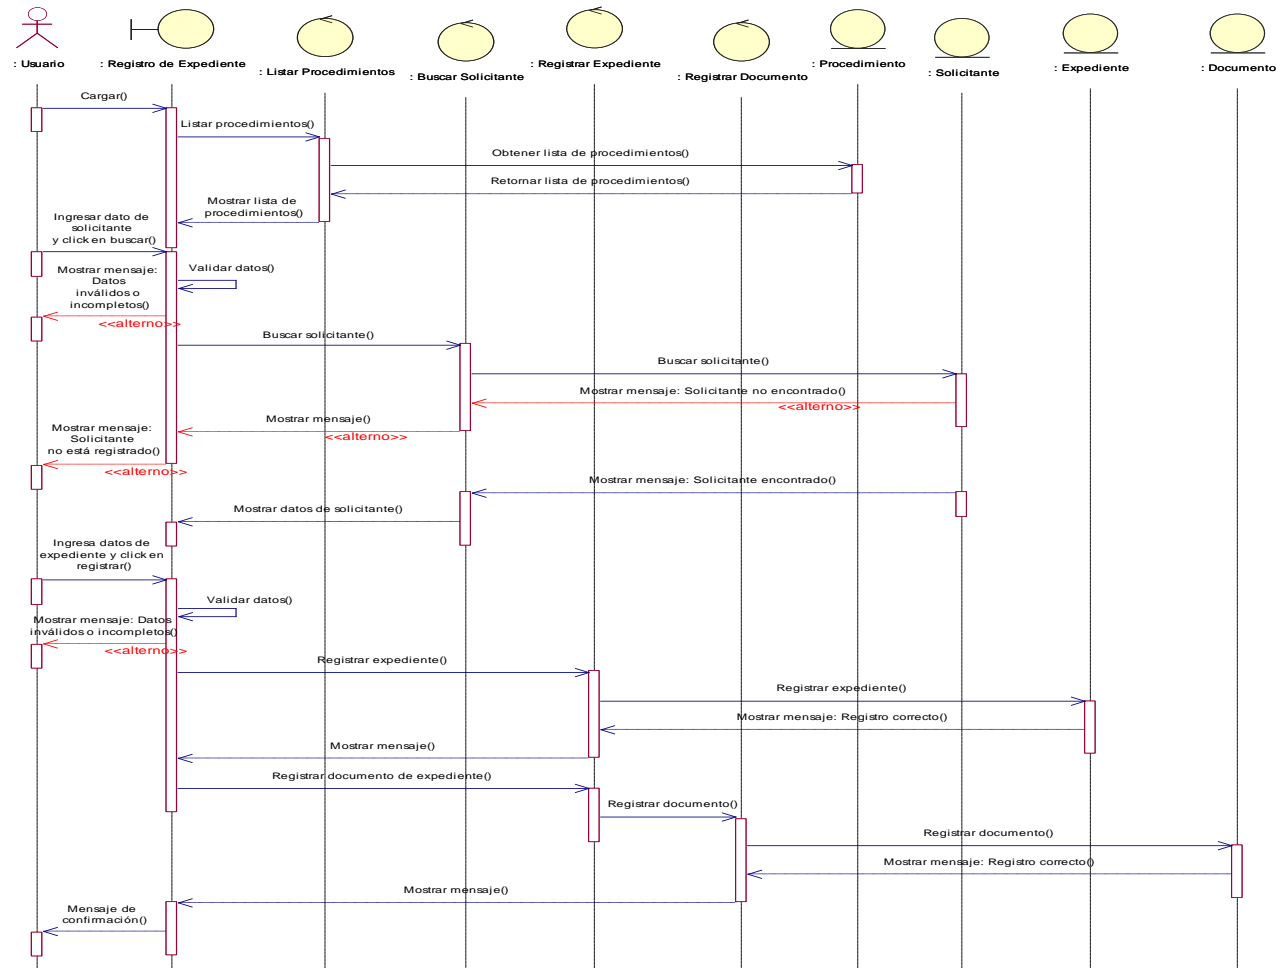 : Usuario
: Registro de Expediente
: Listar Procedimientos
: Buscar Solicitante
: Registrar Expediente
: Registrar Documento
: Procedimiento
: Solicitante
: Expediente
: Documento
Cargar()
Listar procedimientos()
Obtener lista de procedimientos()
Retornar lista de procedimientos()
Mostrar lista de
procedimientos()
Ingresar dato de
solicitante
y click en buscar()
Validar datos()
Mostrar mensaje:
Datos
inválidos o
incompletos()
<<alterno>>
Buscar solicitante()
Buscar solicitante()
Mostrar mensaje: Solicitante no encontrado()
<<alterno>>
Mostrar mensaje()
<<alterno>>
Mostrar mensaje:
Solicitante
no está registrado()
<<alterno>>
Mostrar mensaje: Solicitante encontrado()
Mostrar datos de solicitante()
Ingresa datos de
expediente y click en
registrar()
Validar datos()
Mostrar mensaje: Datos
inválidos o incompletos()
<<alterno>>
Registrar expediente()
Registrar expediente()
Mostrar mensaje: Registro correcto()
Mostrar mensaje()
Registrar documento de expediente()
Registrar documento()
Registrar documento()
Mostrar mensaje: Registro correcto()
Mostrar mensaje()
Mensaje de
confirmación()